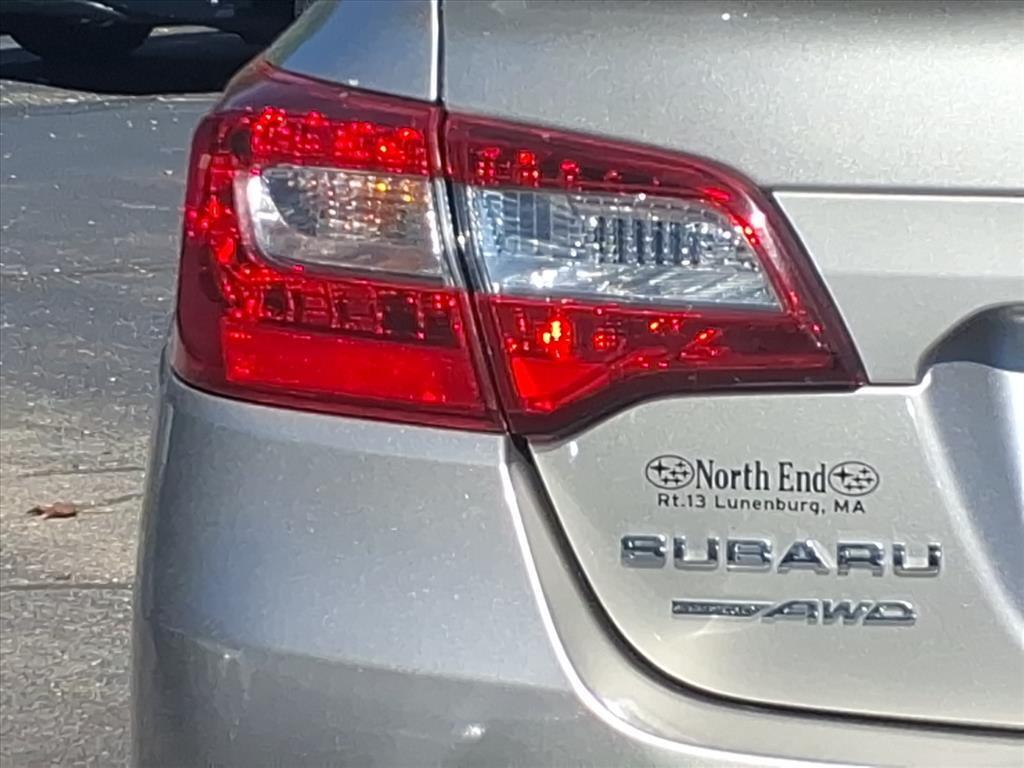 North End
Rt.13 Lunenburg, MA
SUBARU
AWD